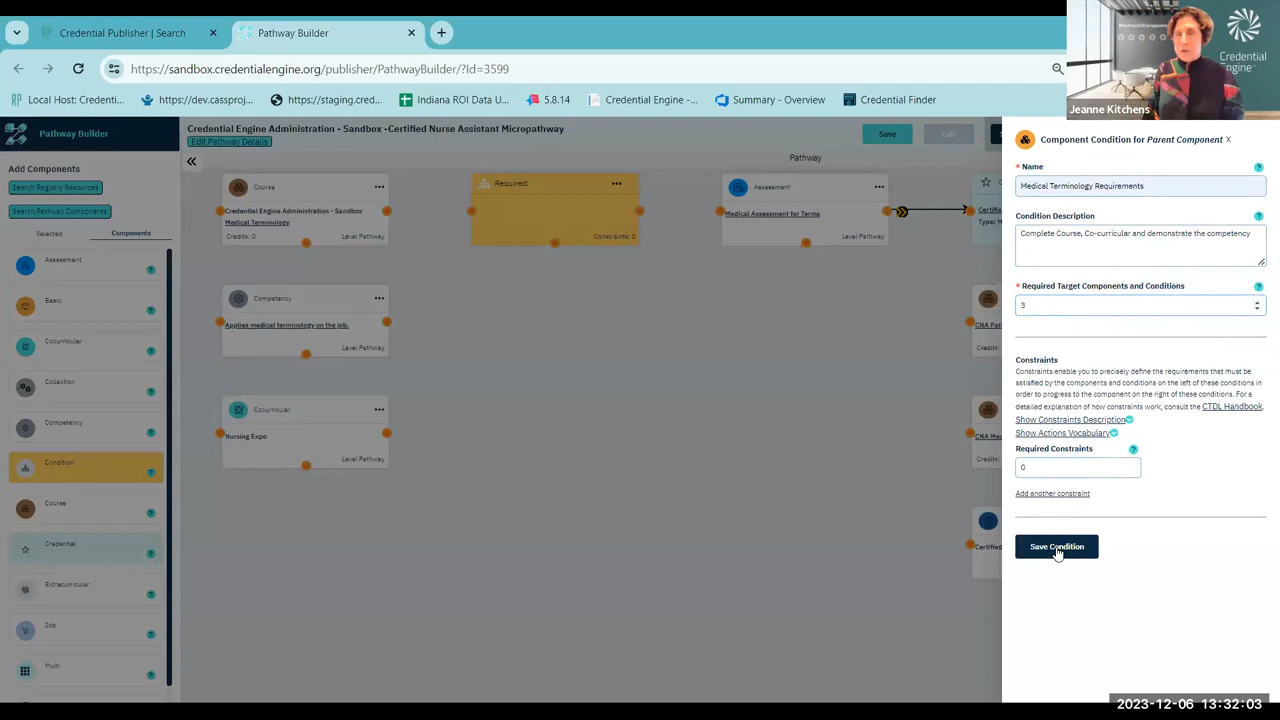 Credential Publisher | Search
Pathway Builder
https://sandbox.credentialengine.org/publisher/PathwayBuilder/?Id=3599
Local Host: Credenti...
https://dev.cassproj...
https://staging.cred...
Indiana ROI Data U...
5.8.14
Credential Engine -...
Summary - Overview
Credential Finder
Credential
Engine
Jeanne Kitchens
Pathway Builder
Credential Engine Administration - Sandbox -Certified Nurse Assistant Micropathway
Edit Pathway Details
Save
Exit
Add Components
Search Registry Resources
Search Pathway Components
Selected
Components
Assessment
Basic
Cocurricular
Collection
Competency
Condition
Course
Credential
Extracurricular
Job
Multi
Pathway
Course
Credential Engine Administration - Sandbox
Medical Terminology
Credits: 0
Level Pathway
Required:
Constraints: 0
Assessment
Medical Assessment for Terms
Level Pathway
Certified
Type: M
Competency
Applies medical terminology on the job.
Level Pathway
CNA Pat
Credits:
Cocurricular
Nursing Expo
Level Pathway
CNA Med
Credits:
Certified
Component Condition for Parent Component X
* Name
Medical Terminology Requirements
Condition Description
Complete Course, Co-curricular and demonstrate the competency
* Required Target Components and Conditions
3
Constraints
Constraints enable you to precisely define the requirements that must be
satisfied by the components and conditions on the left of these conditions in
order to progress to the component on the right of these conditions. For a
detailed explanation of how constraints work, consult the CTDL Handbook.
Show Constraints Description
Show Actions Vocabulary
Required Constraints
0
Add another constraint
Save Condition
2023-12-06 13:32:03